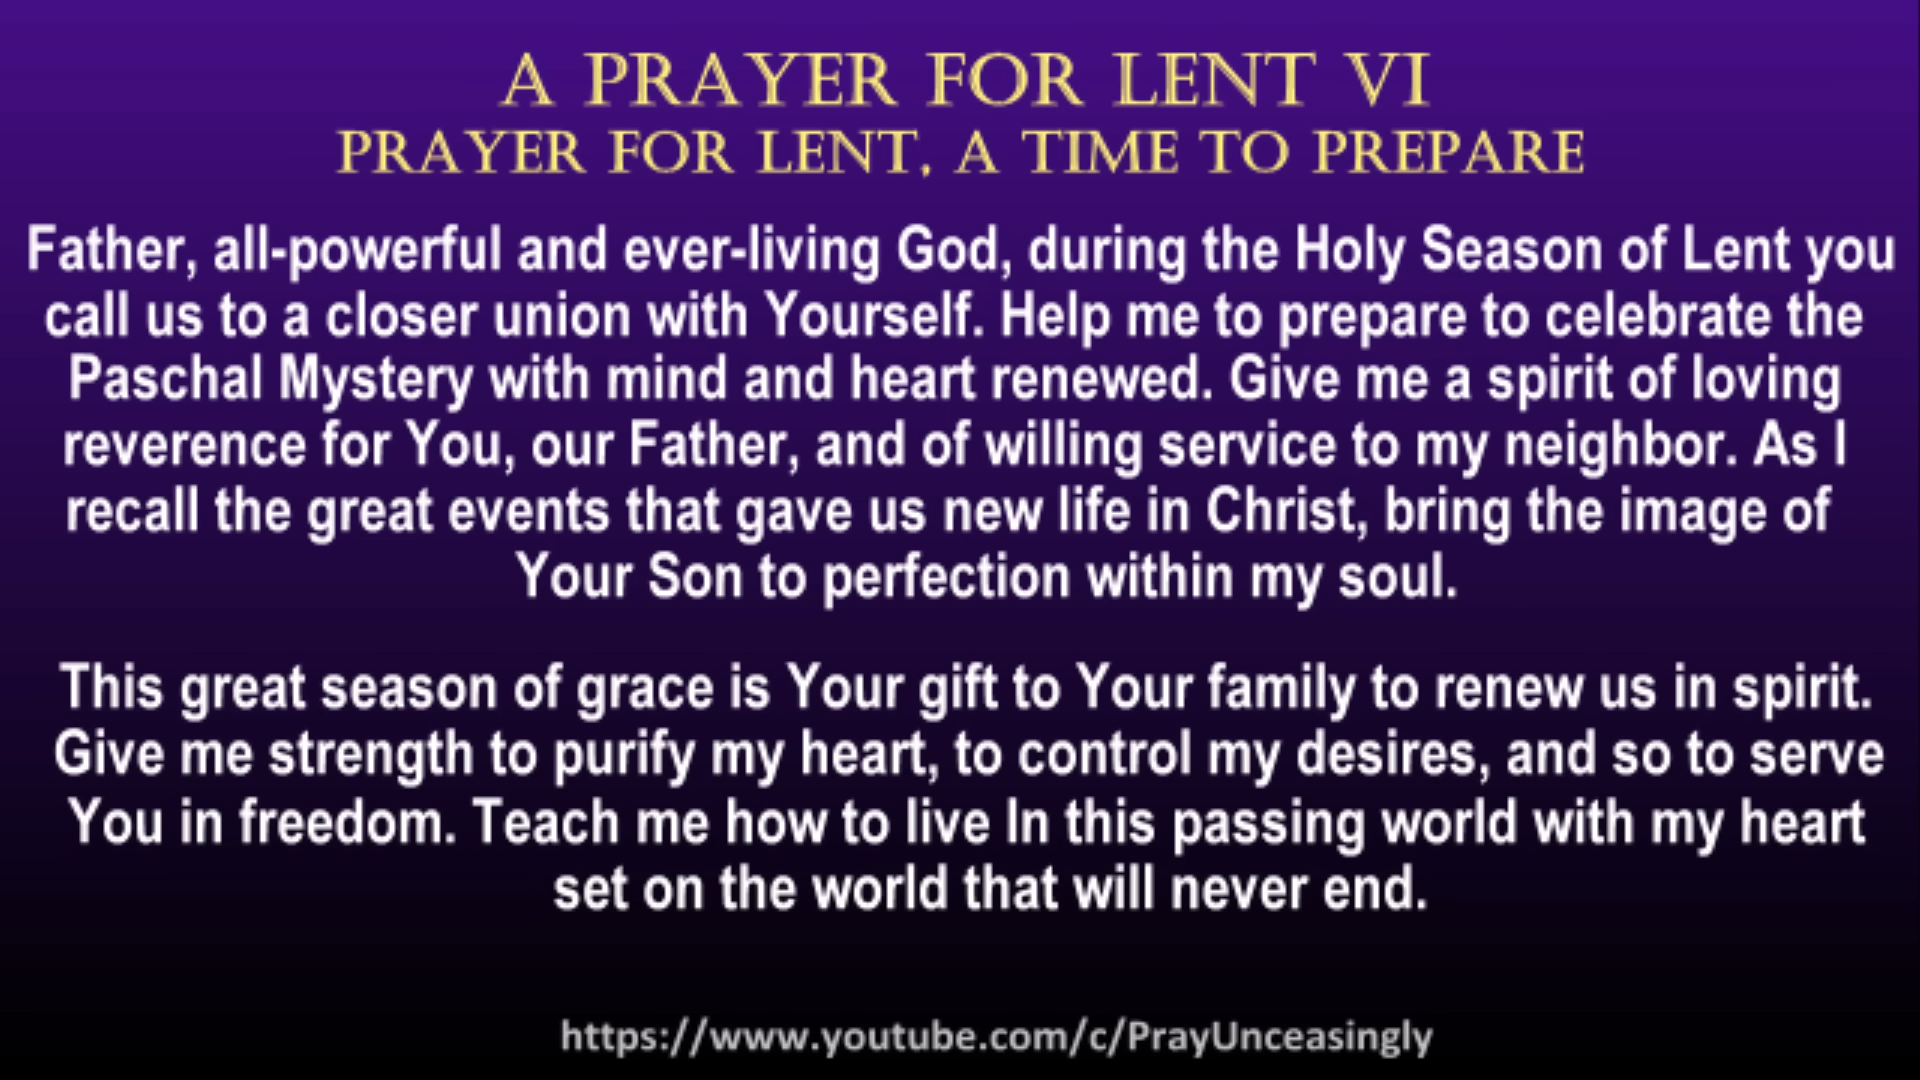 A PRAYER FOR LENT VI
PRAYER FOR LENT, A TIME TO PREPARE
Father, all-powerful and ever-living God, during the Holy Season of Lent you
call us to a closer union with Yourself. Help me to prepare to celebrate the
Paschal Mystery with mind and heart renewed. Give me a spirit of loving
reverence for You, our Father, and of willing service to my neighbor. As I
recall the great events that gave us new life in Christ, bring the image of
Your Son to perfection within my soul.
This great season of grace is Your gift to Your family to renew us in spirit.
Give me strength to purify my heart, to control my desires, and so to serve
You in freedom. Teach me how to live In this passing world with my heart
set on the world that will never end.
https://www.youtube.com/c/PrayUnceasingly